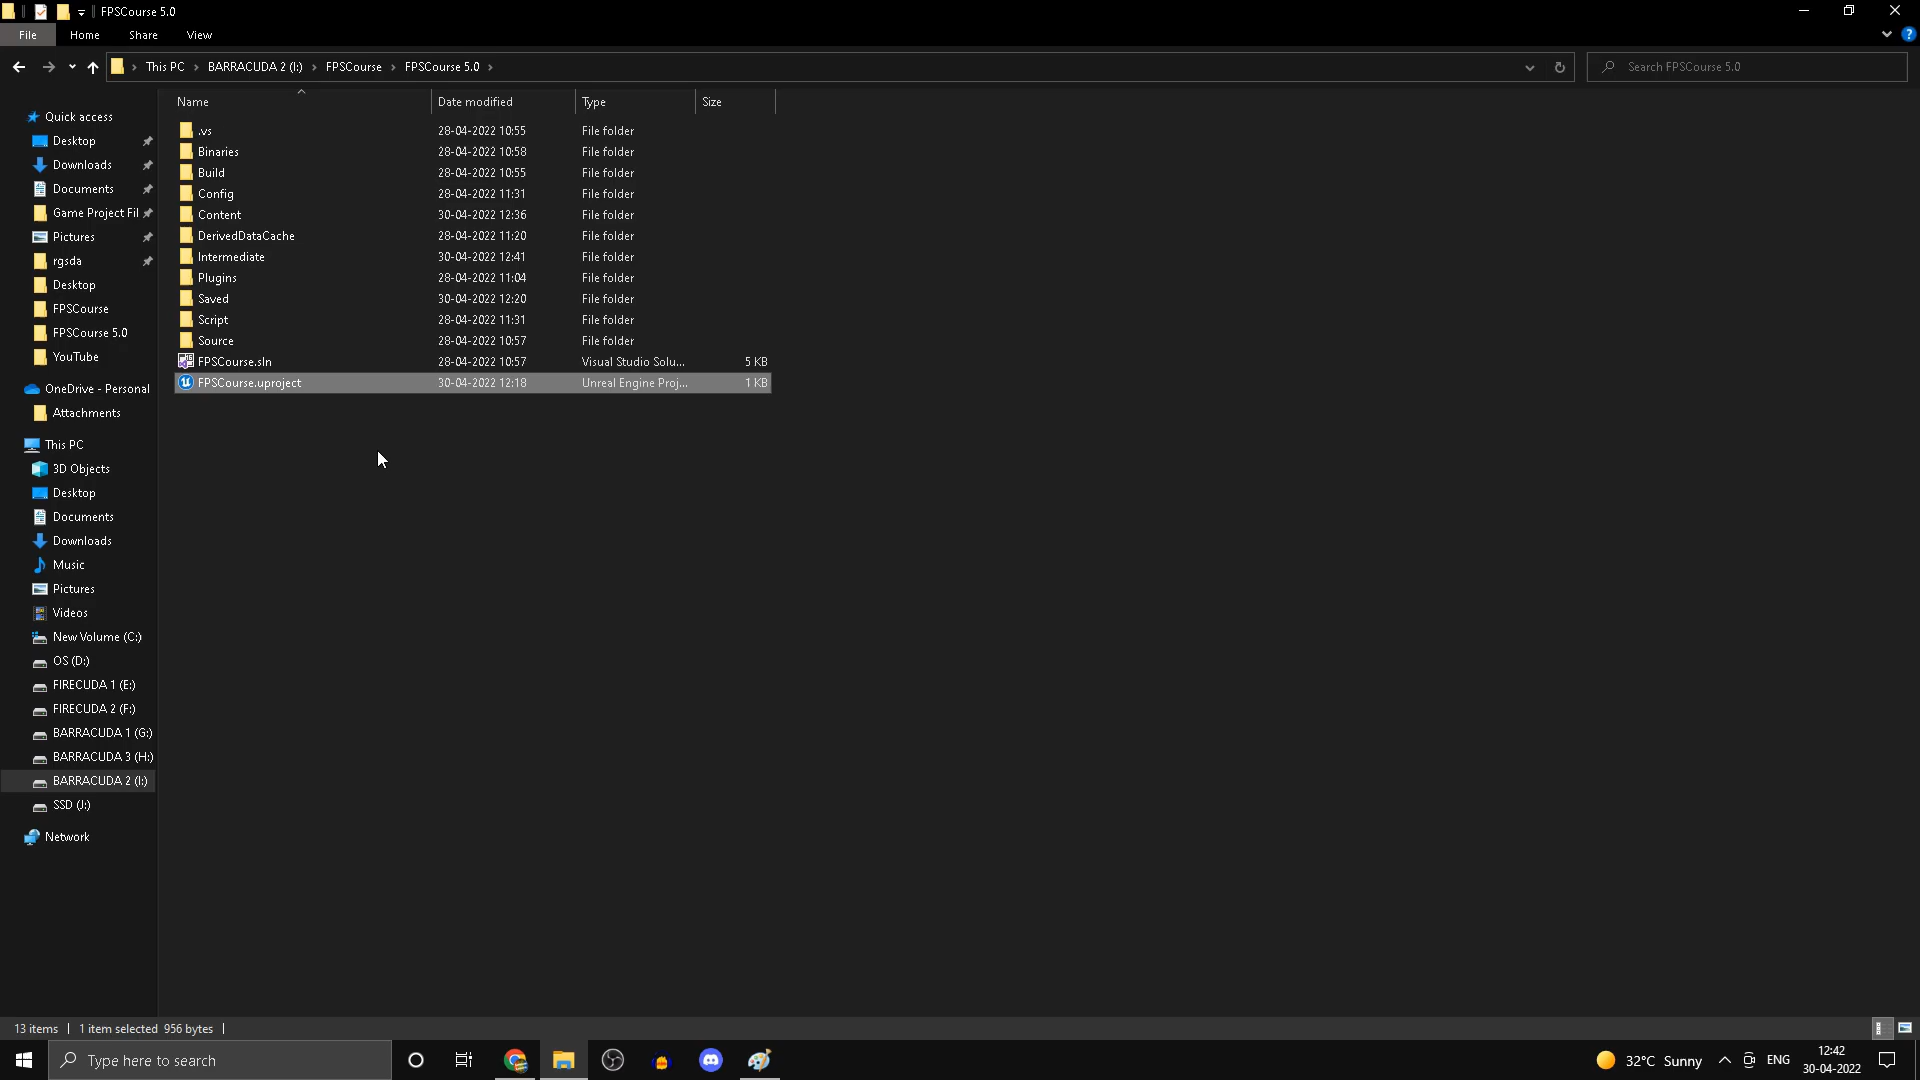 FPSCourse 5.0
File Home Share View
This PC BARRACUDA 2 (I:) FPSCourse FPSCourse 5.0
Search FPSCourse 5.0
Name Date modified Type Size
Quick access
Desktop
Downloads
Documents
Game Project Fil
Pictures
rgsda
Desktop
FPSCourse
FPSCourse 5.0
YouTube
OneDrive - Personal
Attachments
This PC
3D Objects
Desktop
Documents
Downloads
Music
Pictures
Videos
New Volume (C:)
OS (D:)
FIRECUDA 1 (E:)
FIRECUDA 2 (F:)
BARRACUDA 1 (G:)
BARRACUDA 3 (H:)
BARRACUDA 2 (I:)
SSD (J:)
Network
.vs 28-04-2022 10:55 File folder
Binaries 28-04-2022 10:58 File folder
Build 28-04-2022 10:55 File folder
Config 28-04-2022 11:31 File folder
Content 30-04-2022 12:36 File folder
DerivedDataCache 28-04-2022 11:20 File folder
Intermediate 30-04-2022 12:41 File folder
Plugins 28-04-2022 11:04 File folder
Saved 30-04-2022 12:20 File folder
Script 28-04-2022 11:31 File folder
Source 28-04-2022 10:57 File folder
FPSCourse.sln 28-04-2022 10:57 Visual Studio Solu... 5 KB
FPSCourse.uproject 30-04-2022 12:18 Unreal Engine Proj... 1 KB
13 items 1 item selected 956 bytes
Type here to search
32°C Sunny ENG
12:42
30-04-2022